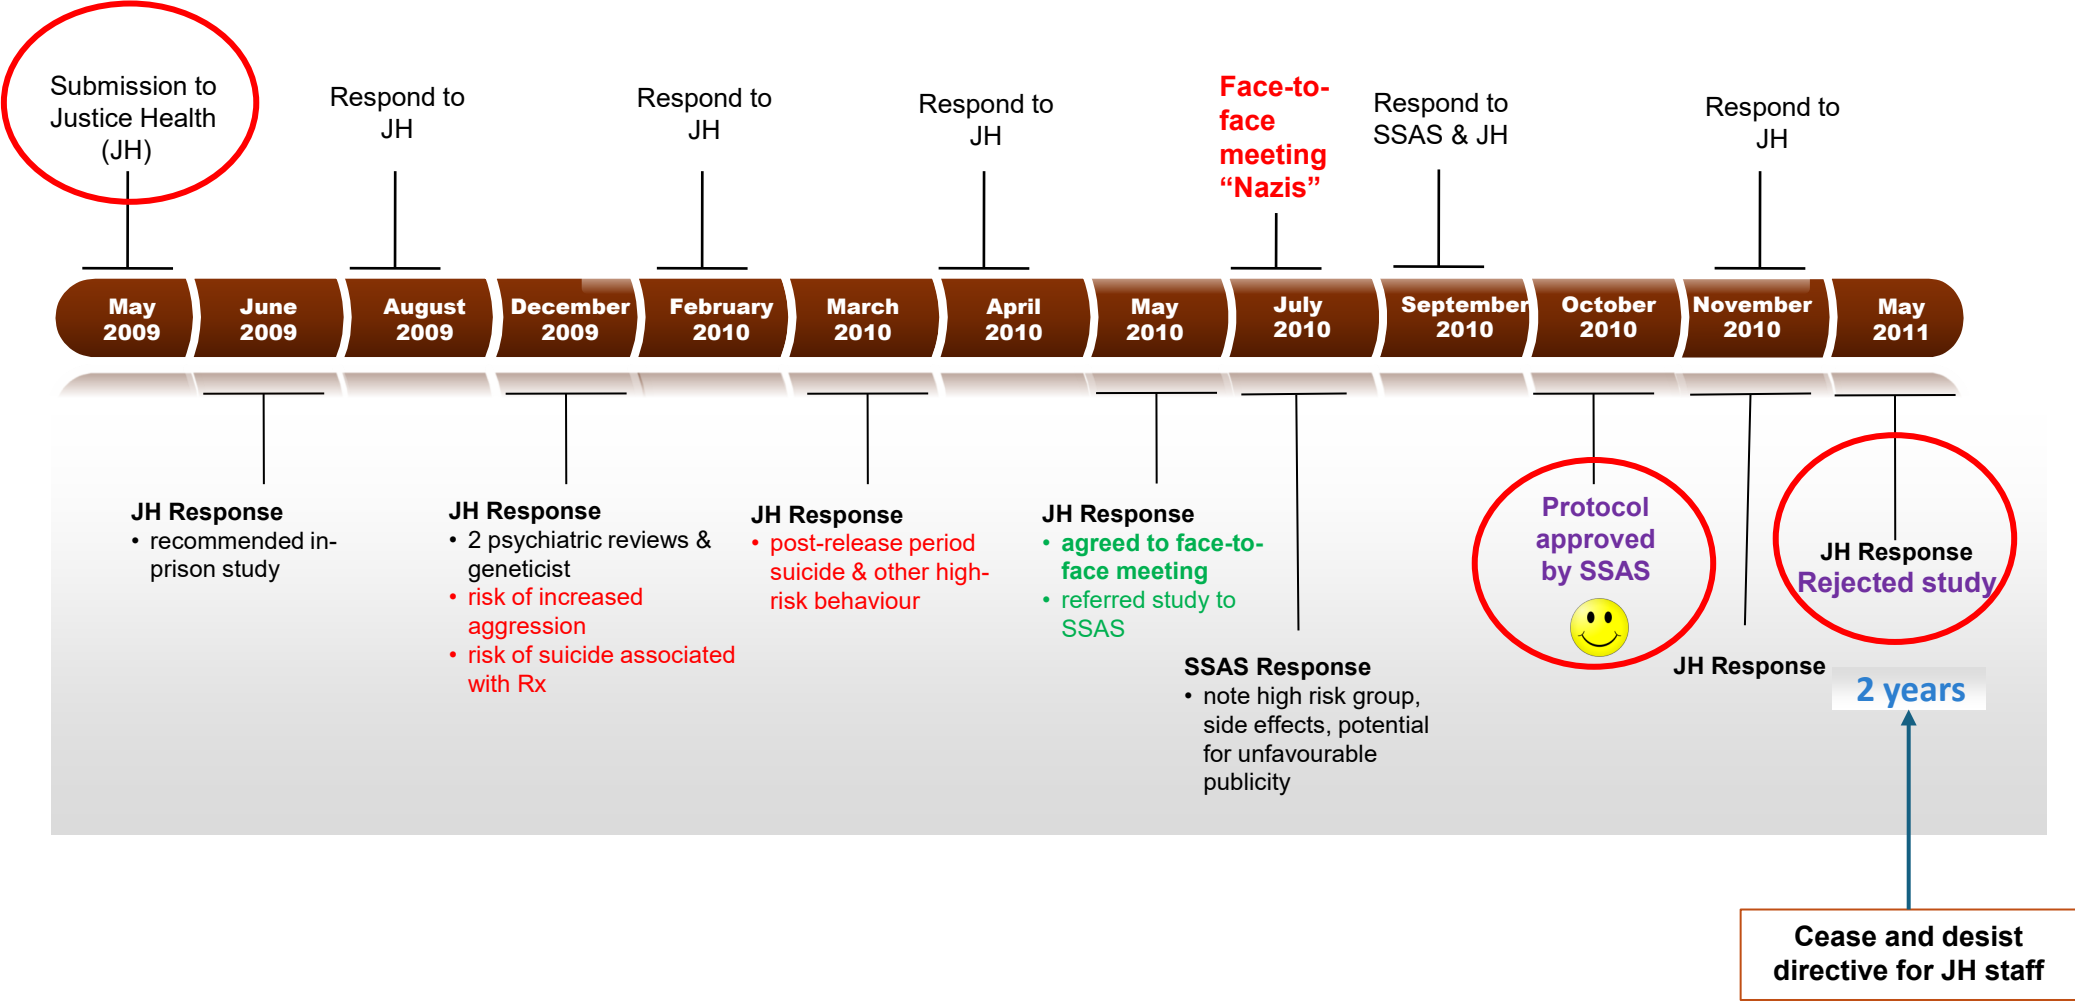 Submission to
Justice Health
(JH)
Respond to
JH
Respond to
JH
Respond to
JH
Face-to-
face
meeting
“Nazis”
Respond to
SSAS & JH
Respond to
JH
May
2009
June
2009
August
2009
December
2009
February
2010
March
2010
April
2010
May
2010
July
2010
September
2010
October
2010
November
2010
May
2011
JH Response
• recommended in-
prison study
JH Response
• 2 psychiatric reviews &
geneticist
• risk of increased
aggression
• risk of suicide associated
with Rx
JH Response
• post-release period
suicide & other high-
risk behaviour
JH Response
• agreed to face-to-
face meeting
• referred study to
SSAS
SSAS Response
• note high risk group,
side effects, potential
for unfavourable
publicity
Protocol
approved
by SSAS
JH Response
JH Response
Rejected study
2 years
Cease and desist
directive for JH staff